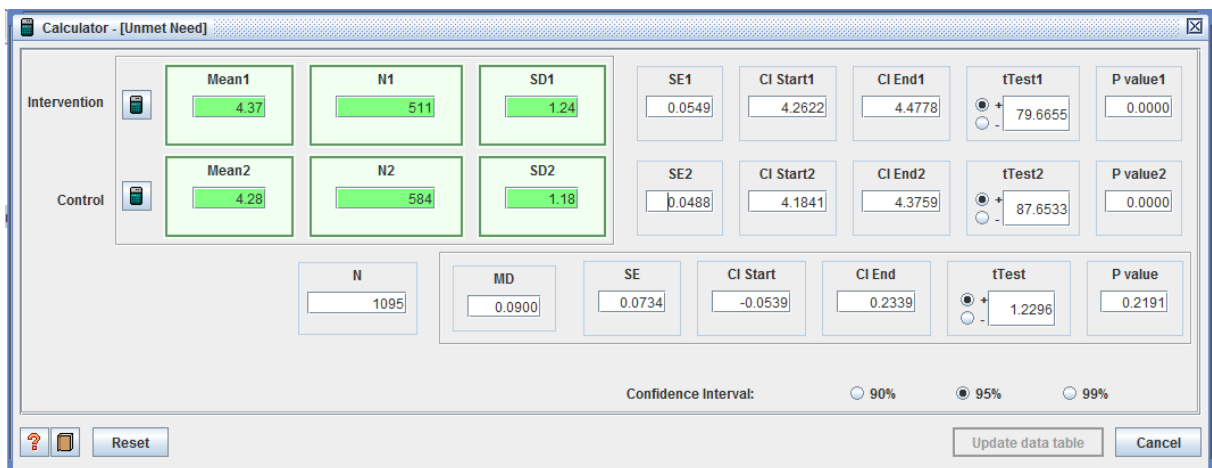 Calculator - [Unmet Need]
Mean1 N1 SD1 SE1 CI Start1 CI End1 tTest1 P value1
Intervention 4.37 511 1.24 0.0549 4.2622 4.4778 + - 79.6655 0.0000
Mean2 N2 SD2 SE2 CI Start2 CI End2 tTest2 P value2
Control 4.28 584 1.18 0.0488 4.1841 4.3759 + - 87.6533 0.0000
N MD SE CI Start CI End tTest P value
1095 0.0900 0.0734 -0.0539 0.2339 + - 1.2296 0.2191
Confidence Interval: 90% 95% 99%
? Reset Update data table Cancel